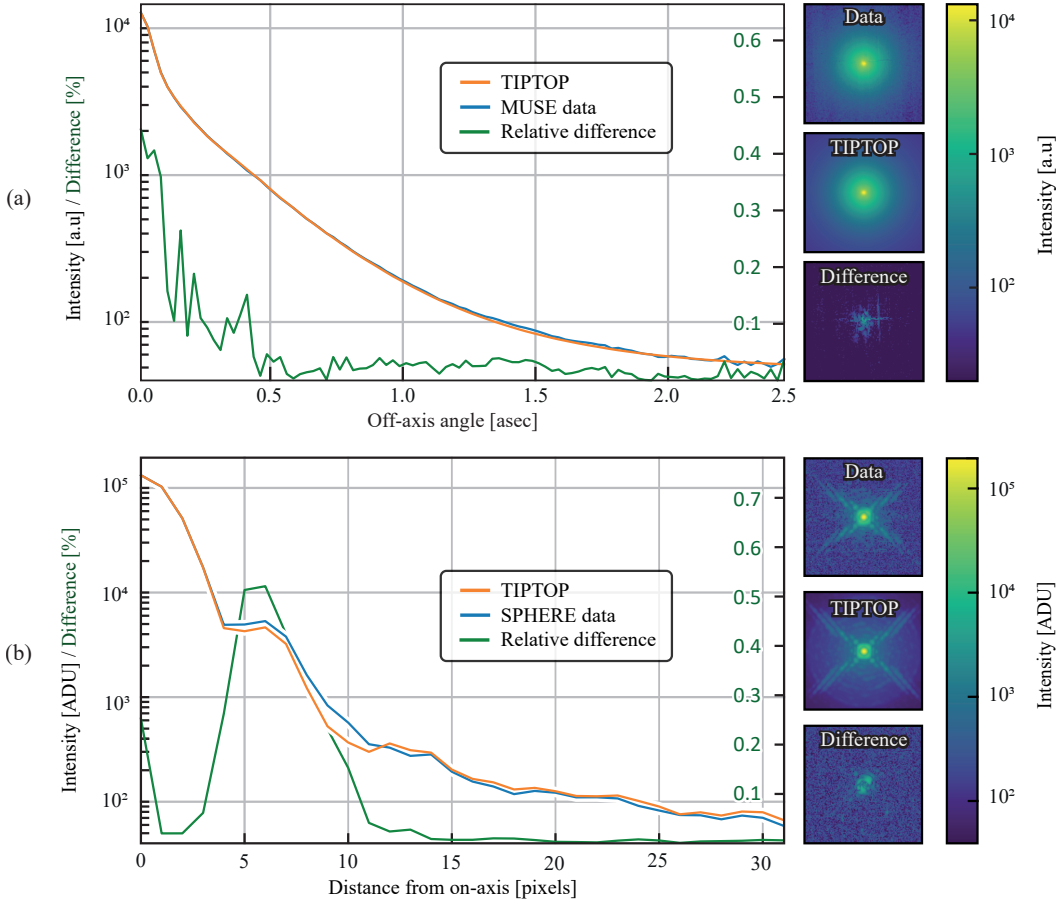 (a)
Intensity [a.u] / Difference [%]
10⁴
10³
10²
0.6
0.5
0.4
0.3
0.2
0.1
TIPTOP
MUSE data
Relative difference
0.0 0.5 1.0 1.5 2.0 2.5
Off-axis angle [asec]
Data
TIPTOP
Difference
10⁴
10³
10²
Intensity [a.u]
(b)
Intensity [ADU] / Difference [%]
10⁵
10⁴
10³
10²
0.7
0.6
0.5
0.4
0.3
0.2
0.1
TIPTOP
SPHERE data
Relative difference
0 5 10 15 20 25 30
Distance from on-axis [pixels]
Data
TIPTOP
Difference
10⁵
10⁴
10³
10²
Intensity [ADU]